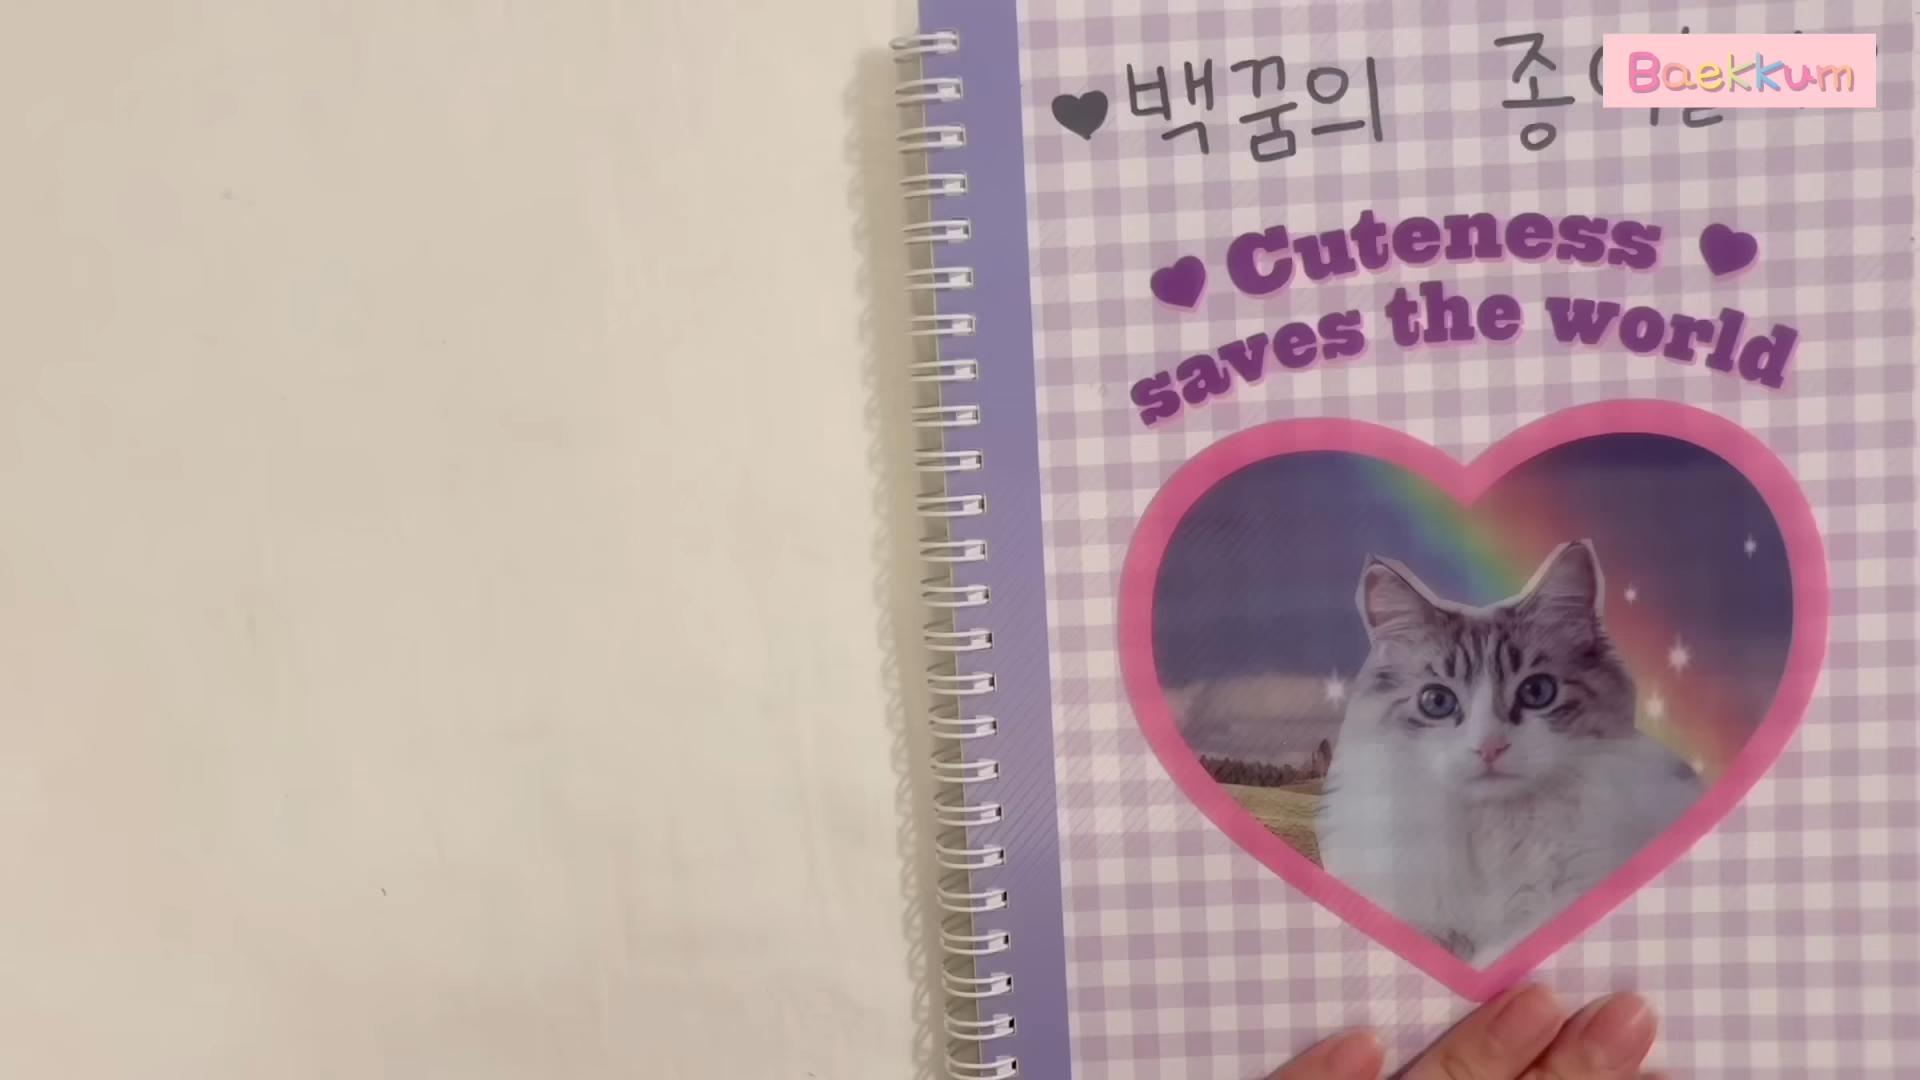 ♥백꿈의
Baekkum
Cuteness
saves the world